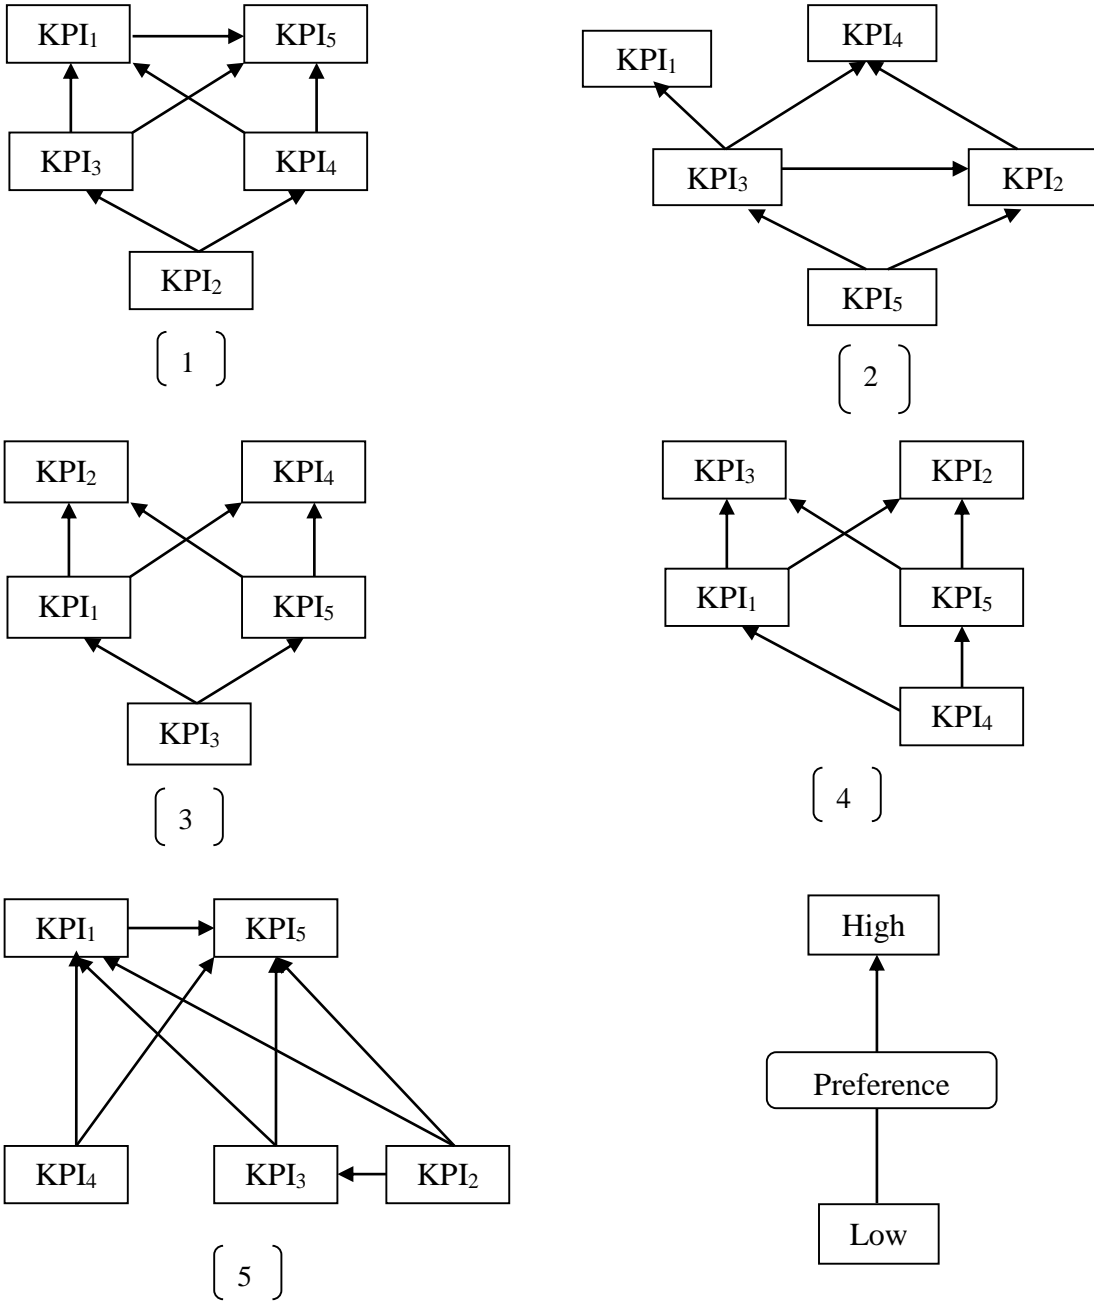 KPI₁
KPI₅
KPI₃
KPI₄
KPI₂
1
KPI₄
KPI₁
KPI₃
KPI₂
KPI₅
2
KPI₂
KPI₄
KPI₁
KPI₅
KPI₃
3
KPI₃
KPI₂
KPI₁
KPI₅
KPI₄
4
KPI₁
KPI₅
KPI₄
KPI₃
KPI₂
5
High
Preference
Low